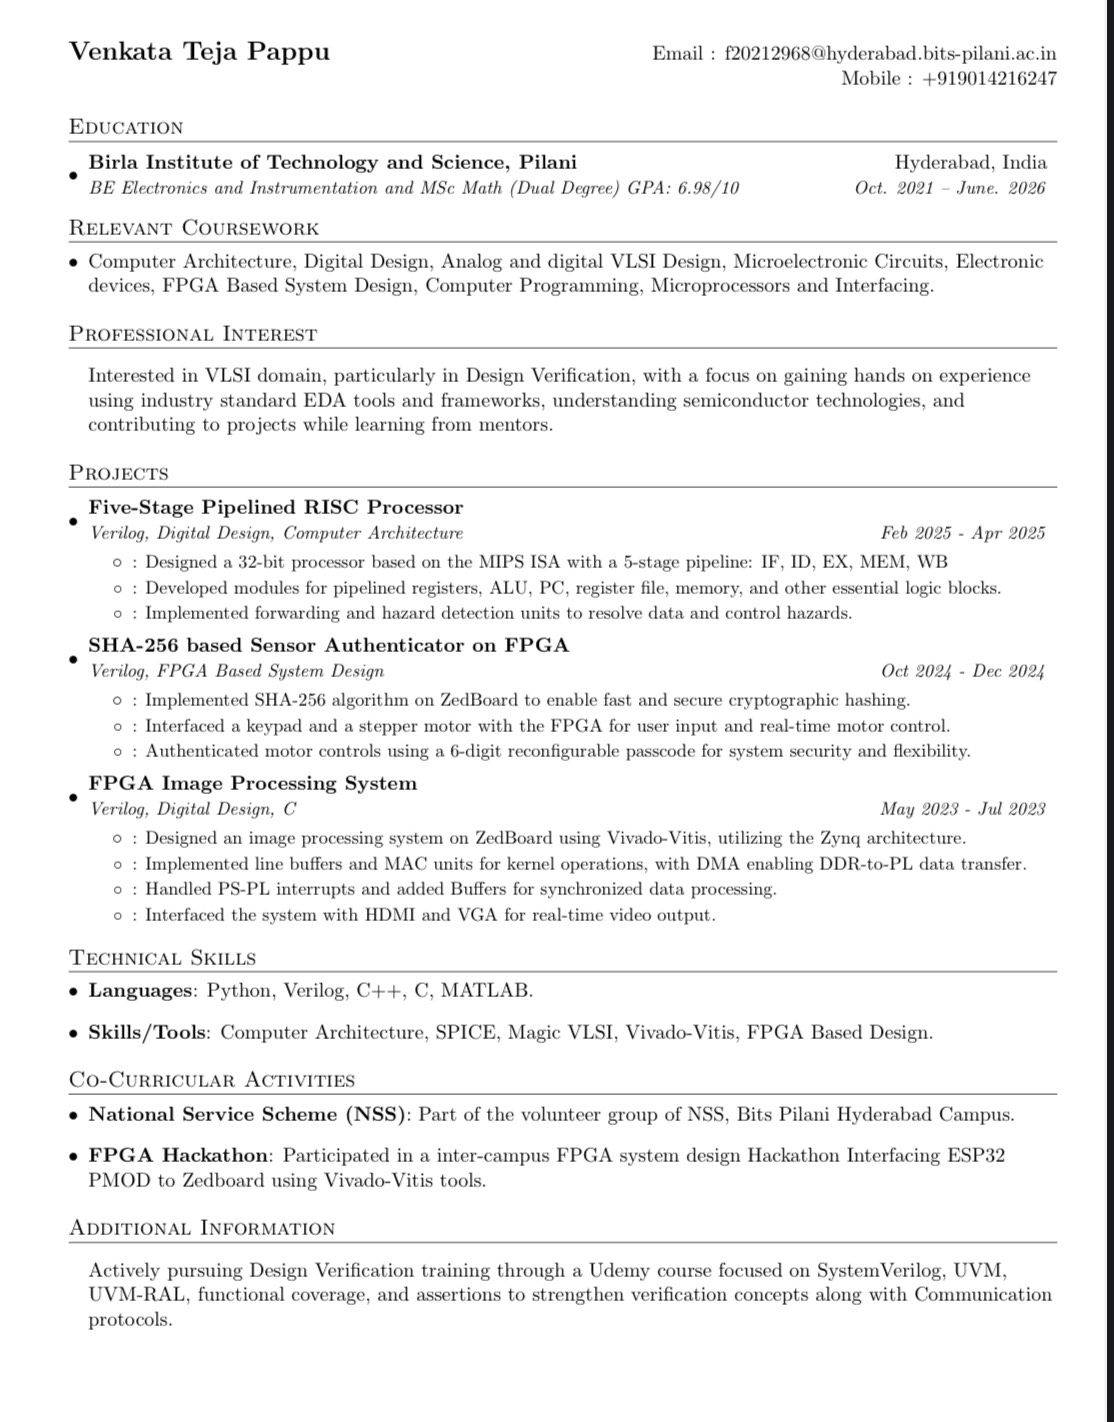 Venkata Teja Pappu
Email : f20212968@hyderabad.bits-pilani.ac.in
Mobile : +919014216247
Education
• Birla Institute of Technology and Science, Pilani Hyderabad, India
BE Electronics and Instrumentation and MSc Math (Dual Degree) GPA: 6.98/10 Oct. 2021 – June. 2026
Relevant Coursework
• Computer Architecture, Digital Design, Analog and digital VLSI Design, Microelectronic Circuits, Electronic
devices, FPGA Based System Design, Computer Programming, Microprocessors and Interfacing.
Professional Interest
Interested in VLSI domain, particularly in Design Verification, with a focus on gaining hands on experience
using industry standard EDA tools and frameworks, understanding semiconductor technologies, and
contributing to projects while learning from mentors.
Projects
• Five-Stage Pipelined RISC Processor
Verilog, Digital Design, Computer Architecture Feb 2025 - Apr 2025
◦ : Designed a 32-bit processor based on the MIPS ISA with a 5-stage pipeline: IF, ID, EX, MEM, WB
◦ : Developed modules for pipelined registers, ALU, PC, register file, memory, and other essential logic blocks.
◦ : Implemented forwarding and hazard detection units to resolve data and control hazards.
• SHA-256 based Sensor Authenticator on FPGA
Verilog, FPGA Based System Design Oct 2024 - Dec 2024
◦ : Implemented SHA-256 algorithm on ZedBoard to enable fast and secure cryptographic hashing.
◦ : Interfaced a keypad and a stepper motor with the FPGA for user input and real-time motor control.
◦ : Authenticated motor controls using a 6-digit reconfigurable passcode for system security and flexibility.
• FPGA Image Processing System
Verilog, Digital Design, C May 2023 - Jul 2023
◦ : Designed an image processing system on ZedBoard using Vivado-Vitis, utilizing the Zynq architecture.
◦ : Implemented line buffers and MAC units for kernel operations, with DMA enabling DDR-to-PL data transfer.
◦ : Handled PS-PL interrupts and added Buffers for synchronized data processing.
◦ : Interfaced the system with HDMI and VGA for real-time video output.
Technical Skills
• Languages: Python, Verilog, C++, C, MATLAB.
• Skills/Tools: Computer Architecture, SPICE, Magic VLSI, Vivado-Vitis, FPGA Based Design.
Co-Curricular Activities
• National Service Scheme (NSS): Part of the volunteer group of NSS, Bits Pilani Hyderabad Campus.
• FPGA Hackathon: Participated in a inter-campus FPGA system design Hackathon Interfacing ESP32
PMOD to Zedboard using Vivado-Vitis tools.
Additional Information
Actively pursuing Design Verification training through a Udemy course focused on SystemVerilog, UVM,
UVM-RAL, functional coverage, and assertions to strengthen verification concepts along with Communication
protocols.